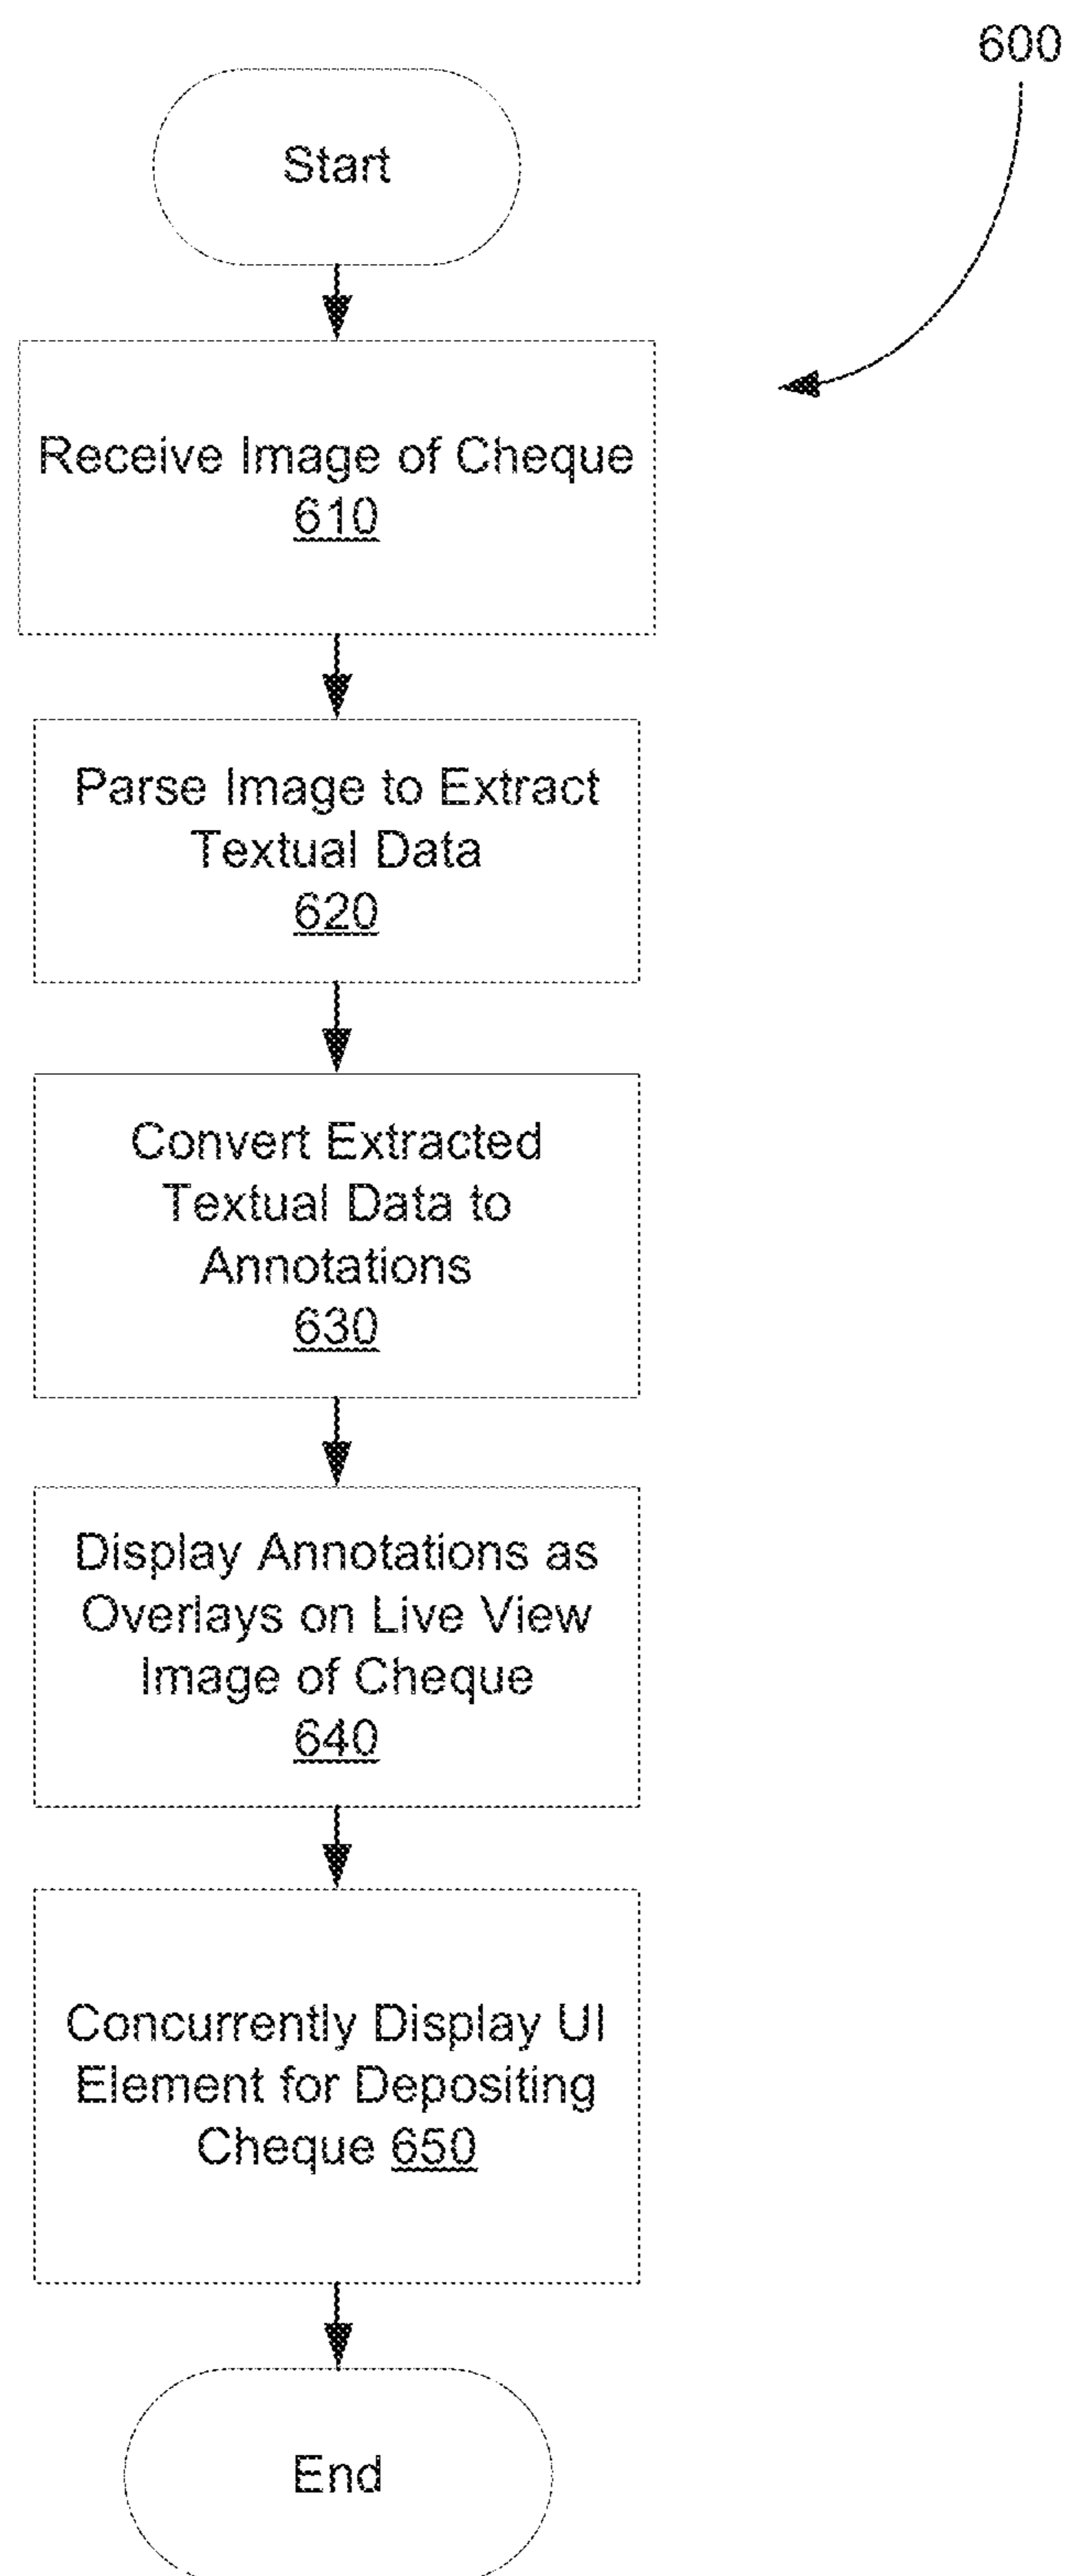 600
Start
Receive Image of Cheque
610
Parse Image to Extract
Textual Data
620
Convert Extracted
Textual Data to
Annotations
630
Display Annotations as
Overlays on Live View
Image of Cheque
640
Concurrently Display UI
Element for Depositing
Cheque 650
End